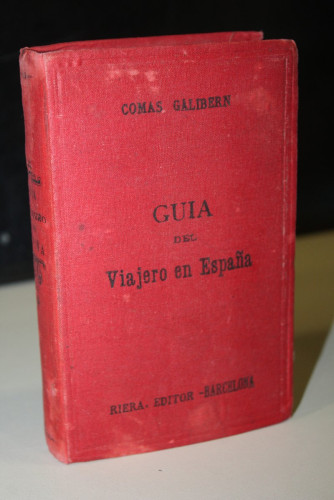 COMAS GALIBERN
GUIA
DEL
Viajero en España
RIERA. EDITOR -BARCELONA